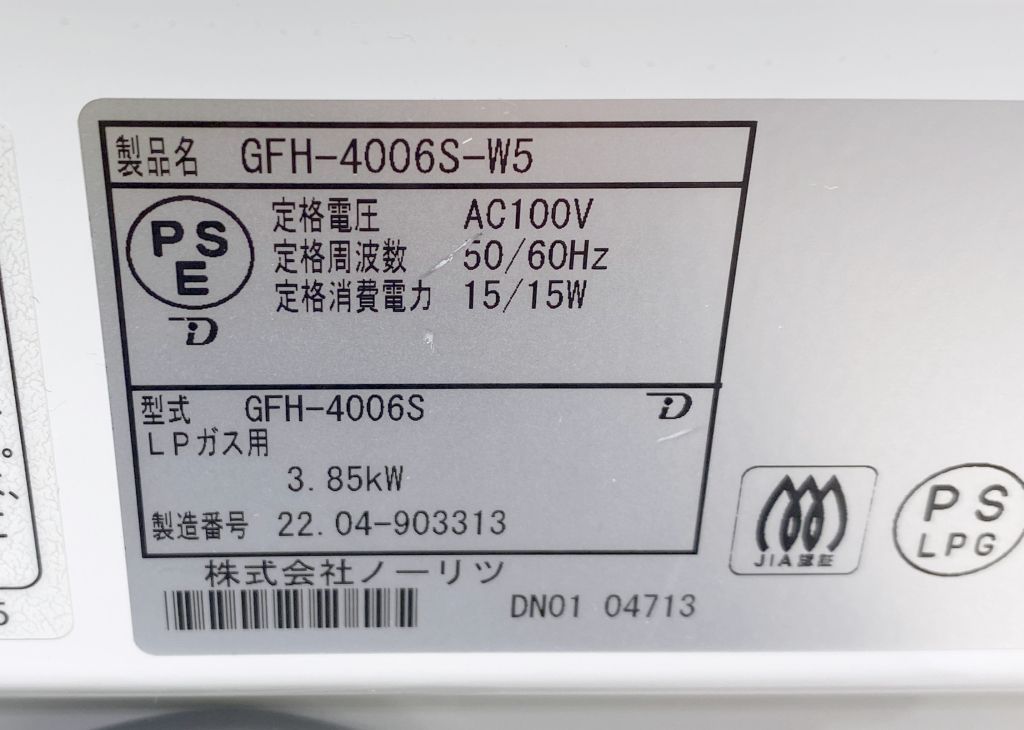 製品名 GFH-4006S-W5
PS
E
定格電圧 AC100V
定格周波数 50/60Hz
定格消費電力 15/15W
型式 GFH-4006S
LPガス用
3.85kW
製造番号 22.04-903313
株式会社ノーリツ
DN01 04713
JIA認証
PS
LPG
。
5